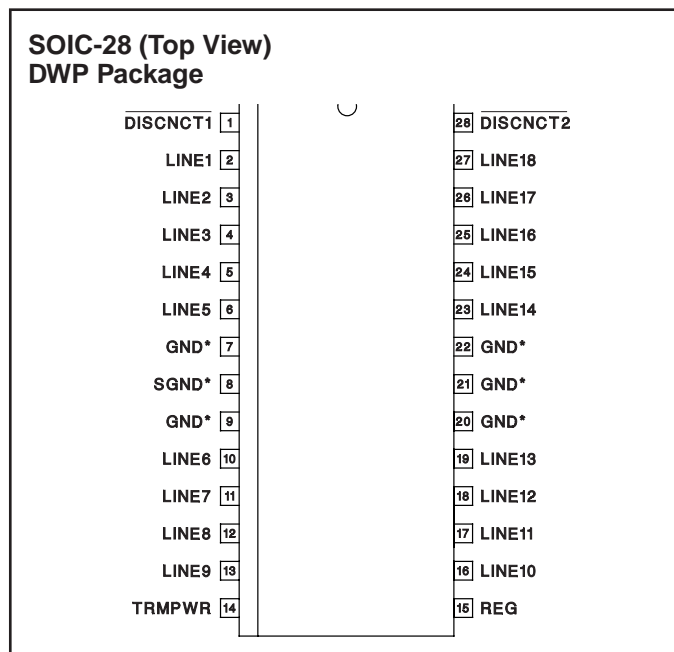 SOIC-28 (Top View)
DWP Package
DISCNCT1 1 28 DISCNCT2
LINE1 2 27 LINE18
LINE2 3 26 LINE17
LINE3 4 25 LINE16
LINE4 5 24 LINE15
LINE5 6 23 LINE14
GND* 7 22 GND*
SGND* 8 21 GND*
GND* 9 20 GND*
LINE6 10 19 LINE13
LINE7 11 18 LINE12
LINE8 12 17 LINE11
LINE9 13 16 LINE10
TRMPWR 14 15 REG